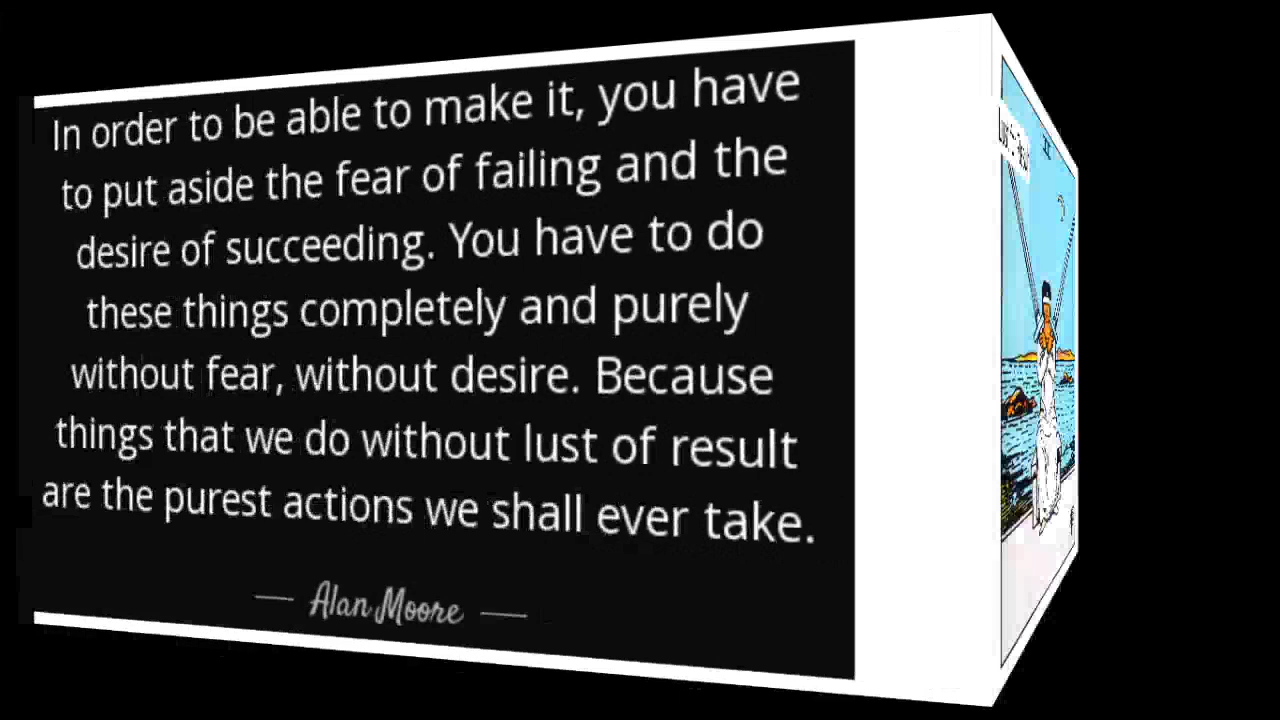 In order to be able to make it, you have
to put aside the fear of failing and the
desire of succeeding. You have to do
these things completely and purely
without fear, without desire. Because
things that we do without lust of result
are the purest actions we shall ever take.
Alan Moore